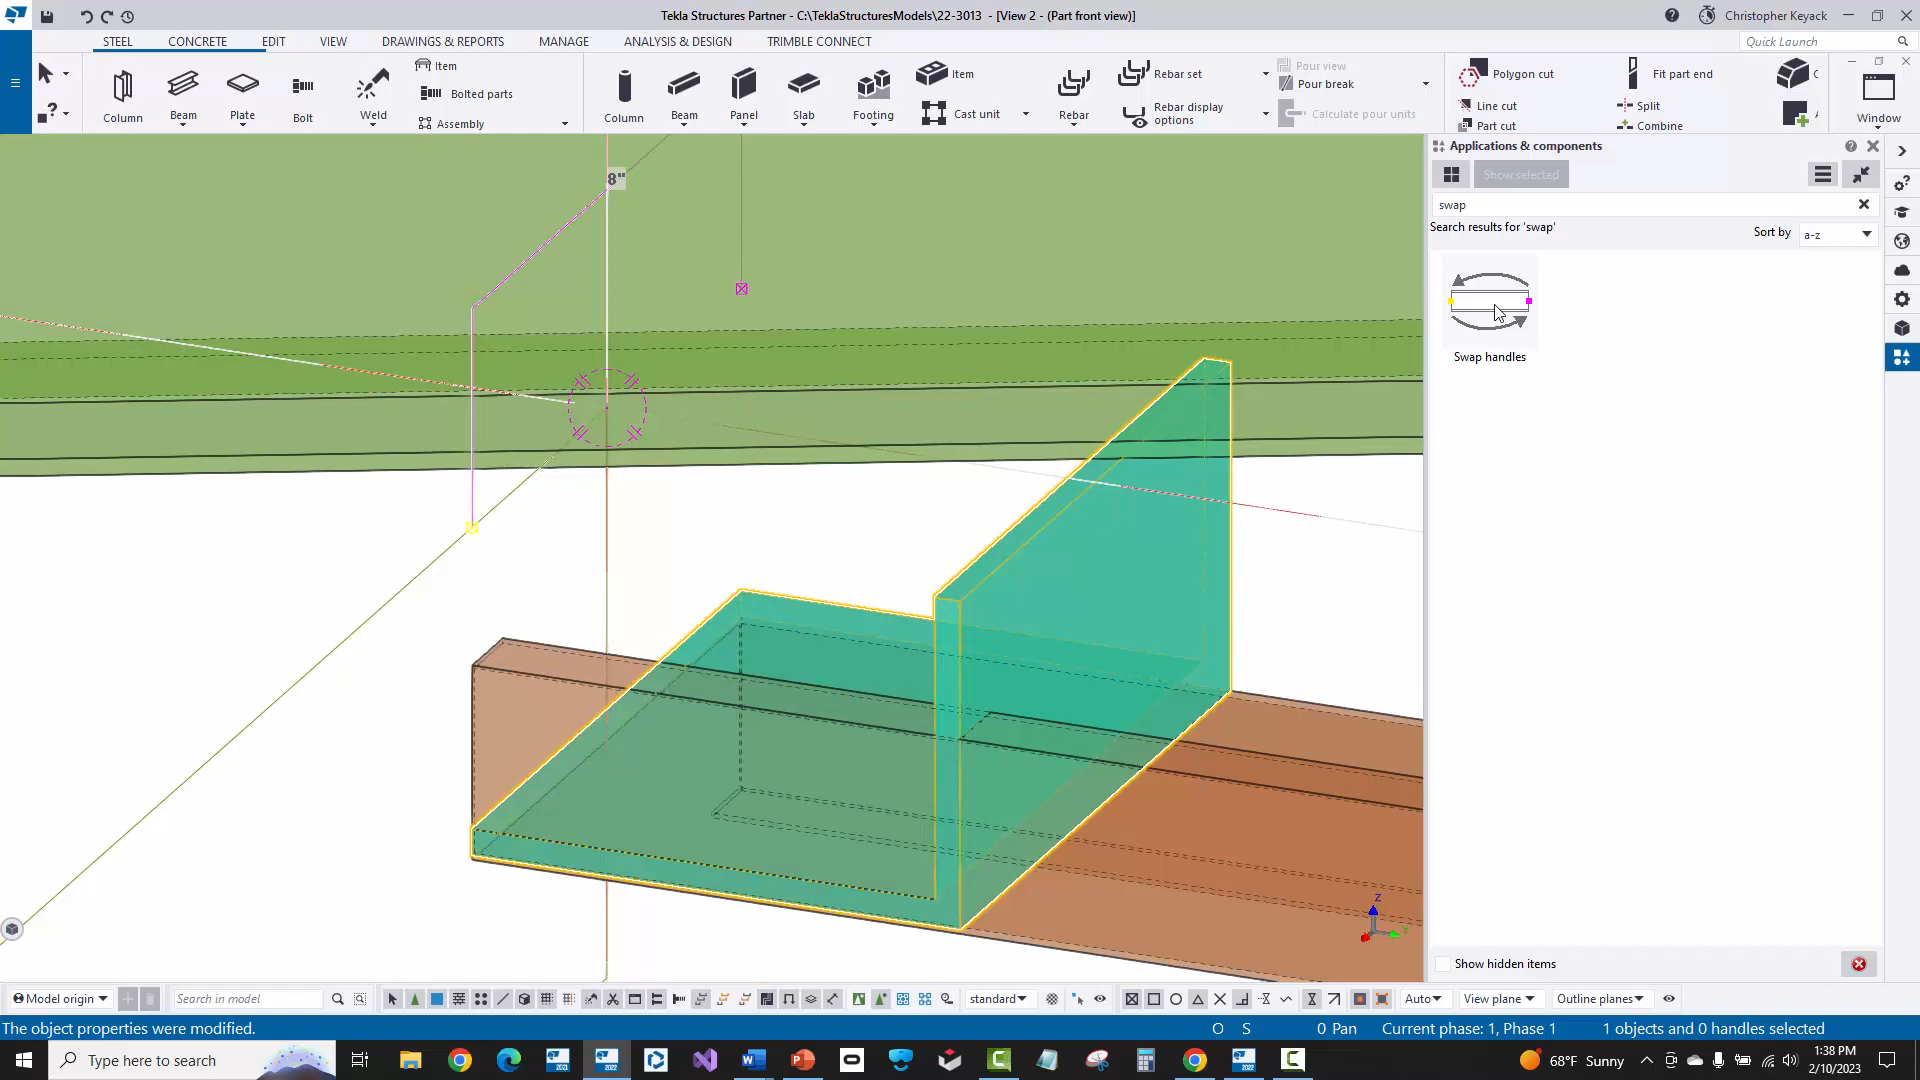 Tekla Structures Partner - C:\TeklaStructuresModels\22-3013 - [View 2 - (Part front view)]
Christopher Keyack
STEEL CONCRETE EDIT VIEW DRAWINGS & REPORTS MANAGE ANALYSIS & DESIGN TRIMBLE CONNECT
Quick Launch
Column Beam Plate Bolt Weld
Item
Bolted parts
Assembly
Column Beam Panel Slab Footing
Item
Cast unit
Rebar
Rebar set
Rebar display options
Pour view
Pour break
Calculate pour units
Polygon cut
Line cut
Part cut
Fit part end
Split
Combine
Window
8"
Applications & components
Show selected
swap
Search results for 'swap'
Sort by a-z
Swap handles
Z
Show hidden items
Model origin
Search in model
standard
Auto
View plane
Outline planes
The object properties were modified.
O S 0 Pan Current phase: 1, Phase 1 1 objects and 0 handles selected
Type here to search
2021
2022
2022
68°F Sunny
1:38 PM
2/10/2023